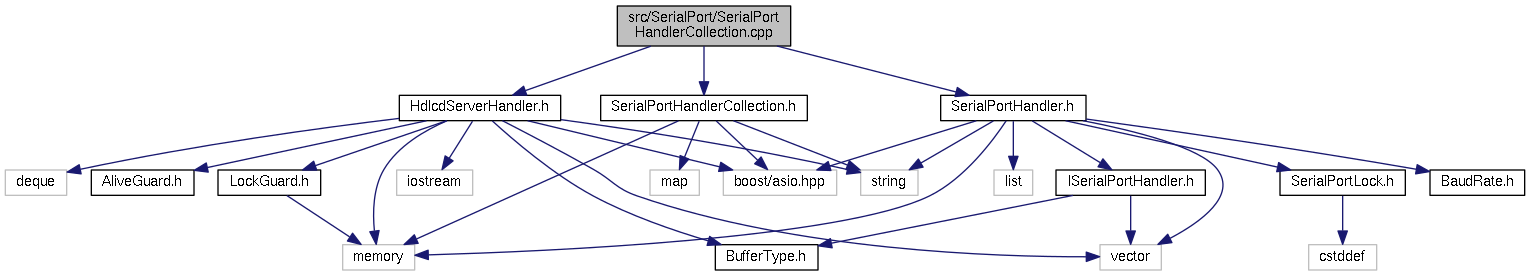 src/SerialPort/SerialPort
HandlerCollection.cpp
HdlcdServerHandler.h
SerialPortHandlerCollection.h
SerialPortHandler.h
deque
AliveGuard.h
LockGuard.h
iostream
map
boost/asio.hpp
string
list
ISerialPortHandler.h
SerialPortLock.h
BaudRate.h
memory
BufferType.h
vector
cstddef